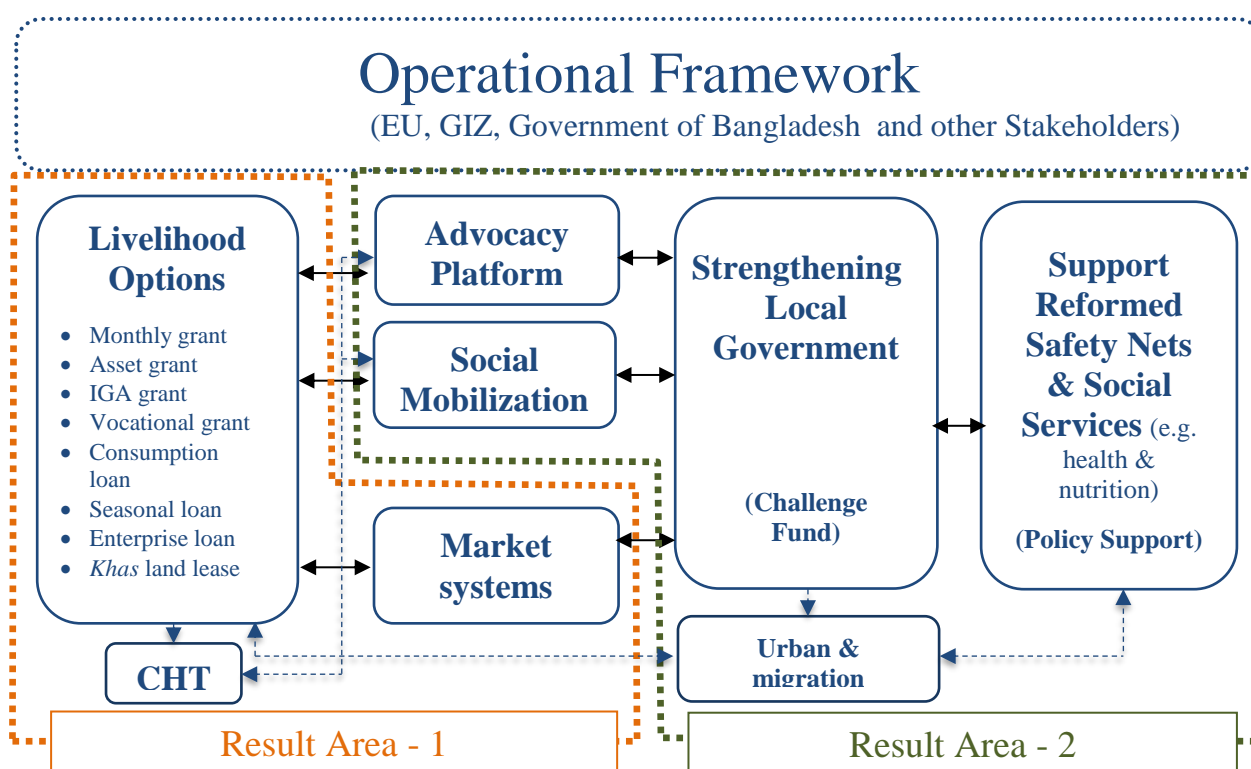 Operational Framework
(EU, GIZ, Government of Bangladesh and other Stakeholders)
Livelihood
Options
• Monthly grant
• Asset grant
• IGA grant
• Vocational grant
• Consumption
loan
• Seasonal loan
• Enterprise loan
• Khas land lease
CHT
Advocacy
Platform
Social
Mobilization
Market
systems
Strengthening
Local
Government
(Challenge
Fund)
Urban &
migration
Support
Reformed
Safety Nets
& Social
Services (e.g.
health &
nutrition)
(Policy Support)
Result Area - 1
Result Area - 2